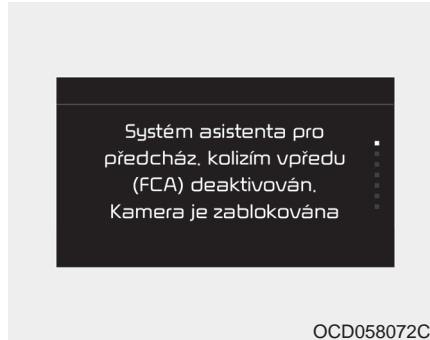 Systém asistenta pro
předcház. kolizím vpředu
(FCA) deaktivován.
Kamera je zablokována
OCD058072C